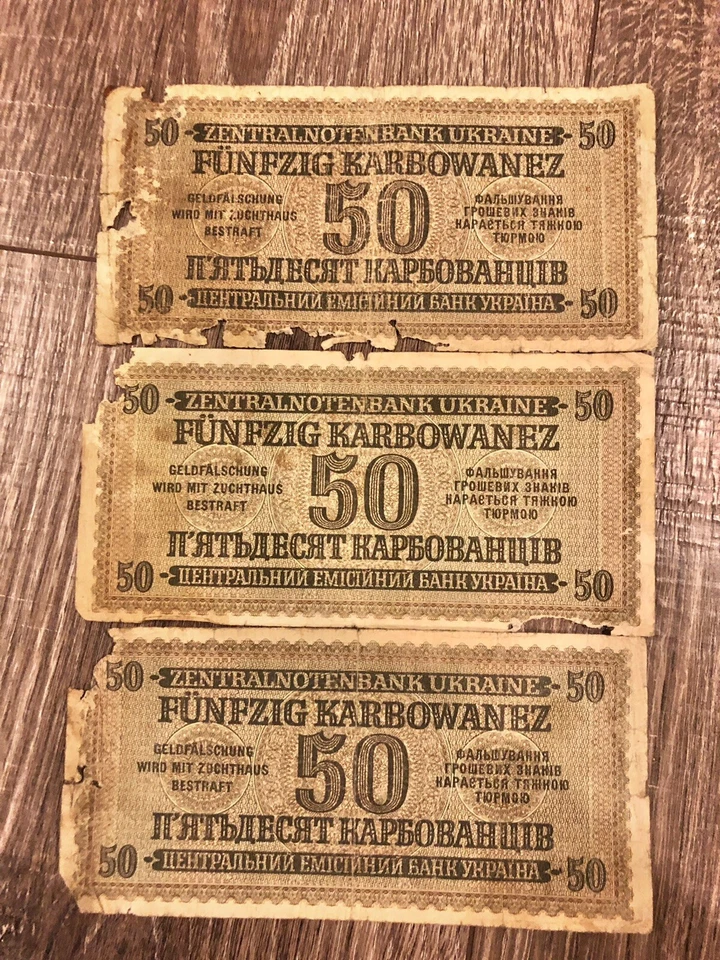 50 ZENTRALNOTENBANK UKRAINE 50
FÜNFZIG KARBOWANEZ
GELDFÄLSCHUNG
WIRD MIT ZUCHTHAUS
BESTRAFT
50
ФАЛЬШУВАННЯ
ГРОШЕВИХ ЗНАКІВ
КАРАЄТЬСЯ ТЯЖКОЮ
ТЮРМОЮ
П'ЯТЬДЕСЯТ КАРБОВАНЦІВ
50 ЦЕНТРАЛЬНИЙ ЕМІСІЙНИЙ БАНК УКРАЇНА 50
50 ZENTRALNOTENBANK UKRAINE 50
FÜNFZIG KARBOWANEZ
GELDFÄLSCHUNG
WIRD MIT ZUCHTHAUS
BESTRAFT
50
ФАЛЬШУВАННЯ
ГРОШЕВИХ ЗНАКІВ
КАРАЄТЬСЯ ТЯЖКОЮ
ТЮРМОЮ
П'ЯТЬДЕСЯТ КАРБОВАНЦІВ
50 ЦЕНТРАЛЬНИЙ ЕМІСІЙНИЙ БАНК УКРАЇНА 50
50 ZENTRALNOTENBANK UKRAINE 50
FÜNFZIG KARBOWANEZ
GELDFÄLSCHUNG
WIRD MIT ZUCHTHAUS
BESTRAFT
50
ФАЛЬШУВАННЯ
ГРОШЕВИХ ЗНАКІВ
КАРАЄТЬСЯ ТЯЖКОЮ
ТЮРМОЮ
П'ЯТЬДЕСЯТ КАРБОВАНЦІВ
50 ЦЕНТРАЛЬНИЙ ЕМІСІЙНИЙ БАНК УКРАЇНА 50